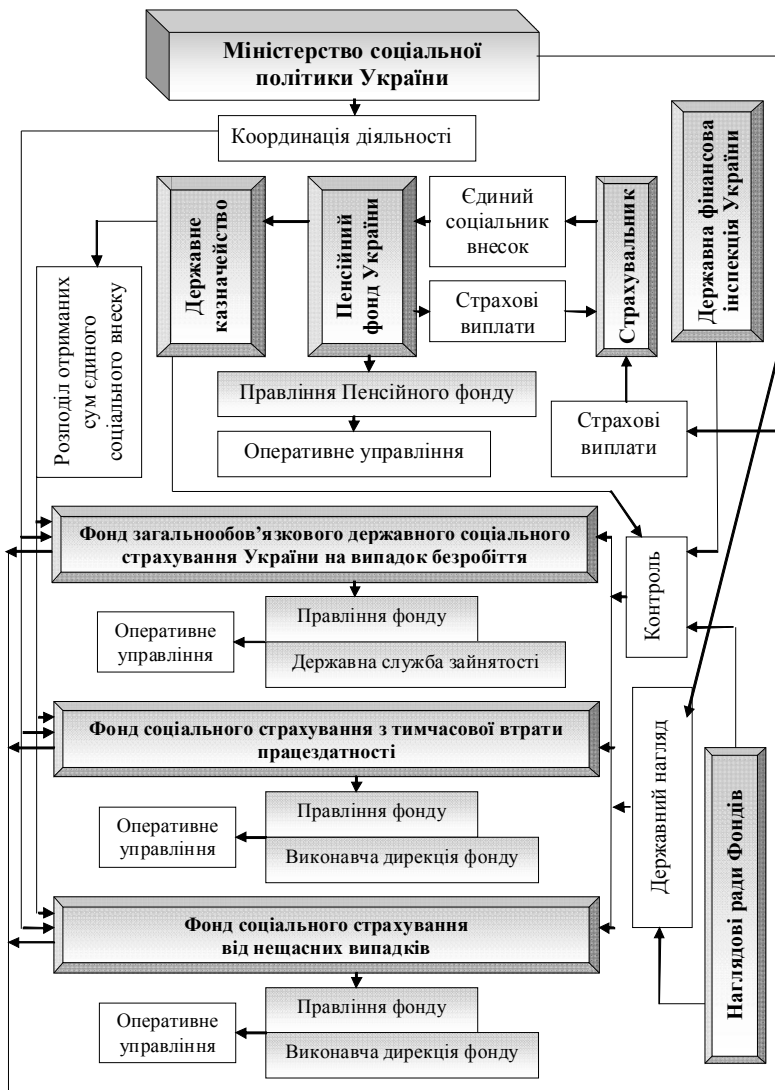 Міністерство соціальної
політики України
Координація діяльності
Державне
казначейство
Пенсійний
фонд України
Єдиний
соціальник
внесок
Страхові
виплати
Страхувальник
Державна фінансова
інспекція України
Розподіл отриманих
сум єдиного
соціального внеску
Правління Пенсійного фонду
Оперативне управління
Страхові
виплати
Фонд загальнообов’язкового державного соціального
страхування України на випадок безробіття
Контроль
Правління фонду
Оперативне
управління
Державна служба зайнятості
Фонд соціального страхування з тимчасової втрати
працездатності
Державний нагляд
Наглядові ради Фондів
Правління фонду
Оперативне
управління
Виконавча дирекція фонду
Фонд соціального страхування
від нещасних випадків
Правління фонду
Оперативне
управління
Виконавча дирекція фонду